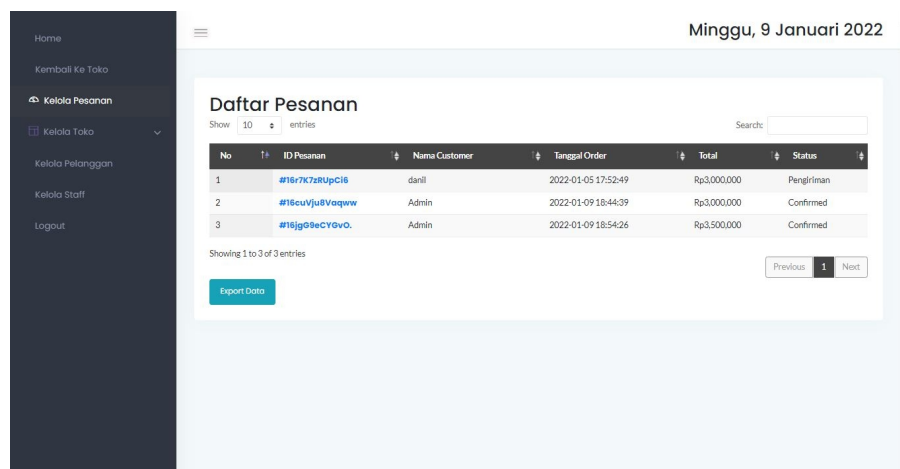 Home
Kembali Ke Toko
Kelola Pesanan
Kelola Toko
Kelola Pelanggan
Kelola Staff
Logout
Minggu, 9 Januari 2022
Daftar Pesanan
Show 10 entries Search:
No ID Pesanan Nama Customer Tanggal Order Total Status
1 #16r7K7zRUpCi6 danil 2022-01-05 17:52:49 Rp3,000,000 Pengiriman
2 #16cuVju8Vaqww Admin 2022-01-09 18:44:39 Rp3,000,000 Confirmed
3 #16jgG9eCYGvO. Admin 2022-01-09 18:54:26 Rp3,500,000 Confirmed
Showing 1 to 3 of 3 entries
Previous 1 Next
Export Data